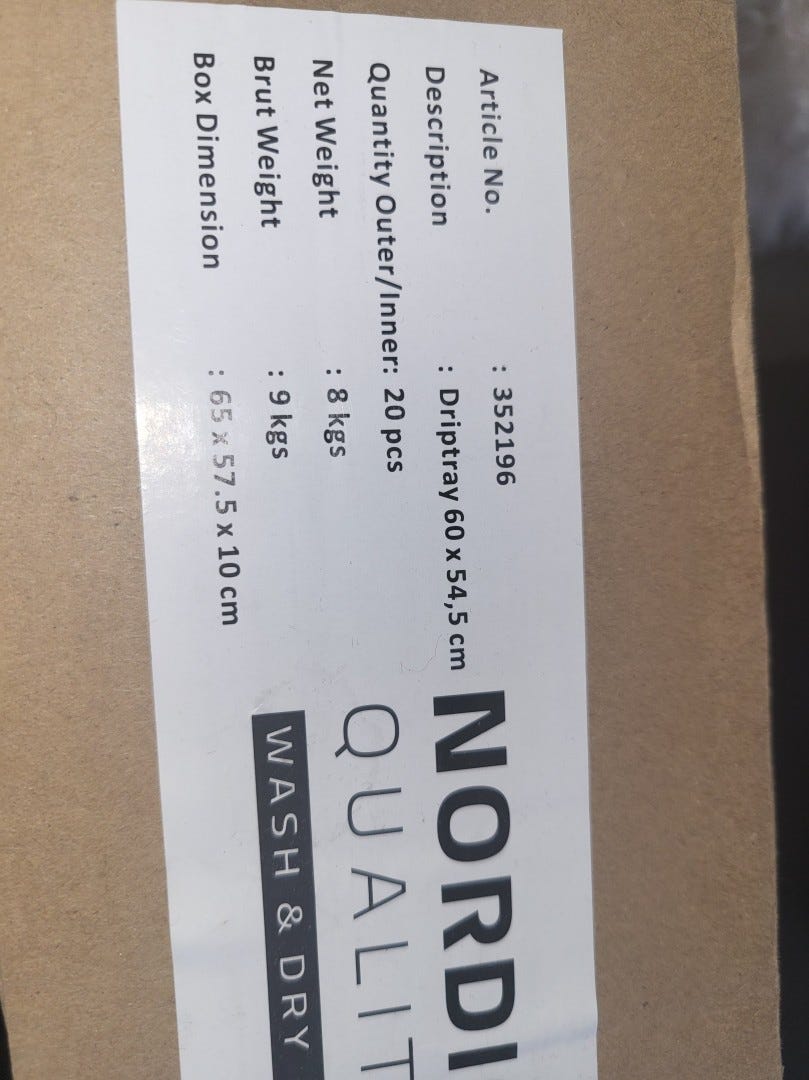 Article No. : 352196
Description : Driptray 60 x 54,5 cm
Quantity Outer/Inner: 20 pcs
Net Weight : 8 kgs
Brut Weight : 9 kgs
Box Dimension : 65 x 57.5 x 10 cm
NORDI
QUALIT
WASH & DRY